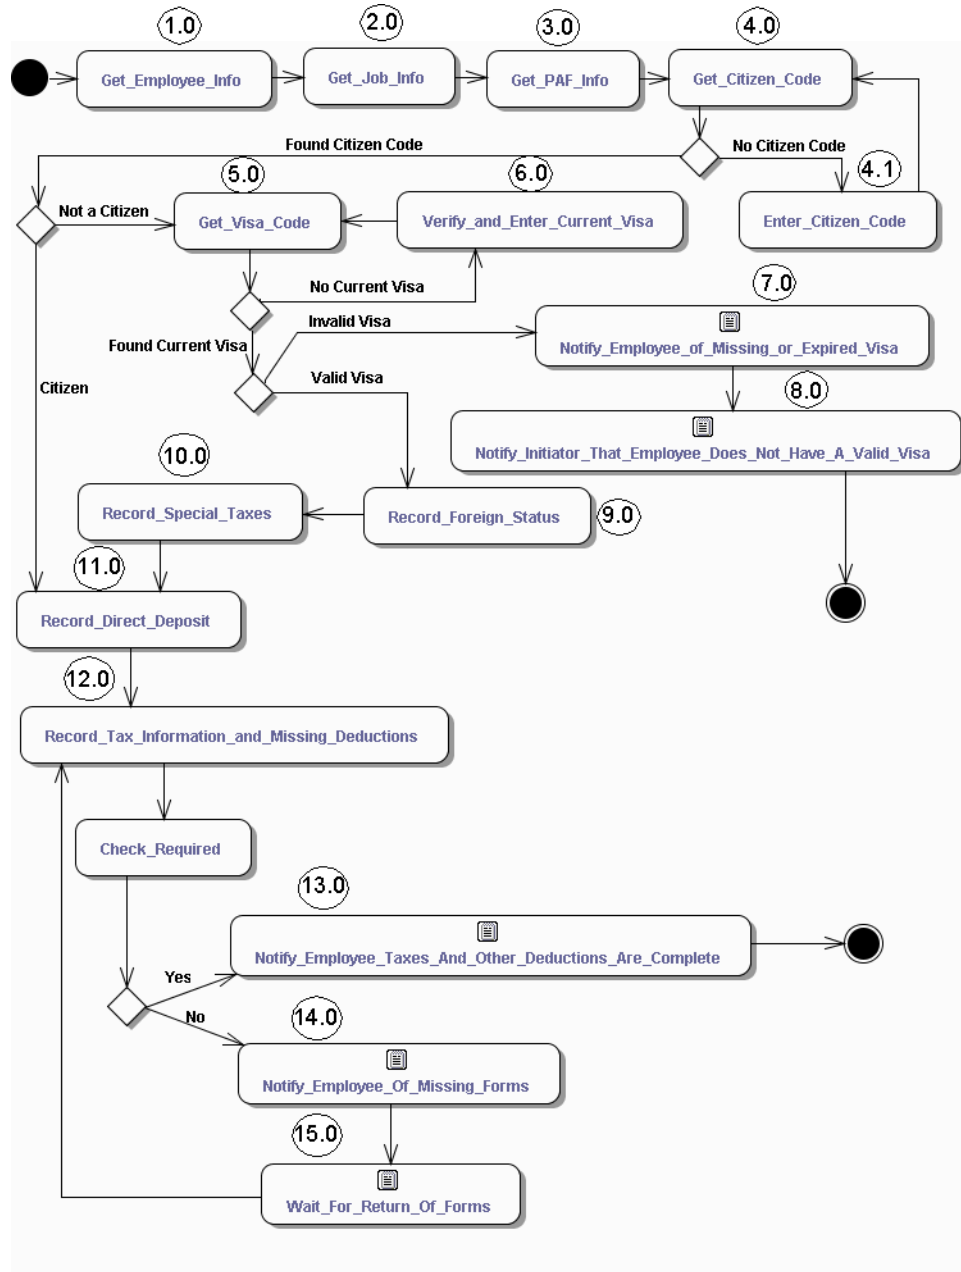 1.0
2.0
3.0
4.0
Get_Employee_Info
Get_Job_Info
Get_PAF_Info
Get_Citizen_Code
Found Citizen Code
No Citizen Code
4.1
5.0
6.0
Not a Citizen
Get_Visa_Code
Verify_and_Enter_Current_Visa
Enter_Citizen_Code
No Current Visa
7.0
Invalid Visa
Found Current Visa
Notify_Employee_of_Missing_or_Expired_Visa
Valid Visa
Citizen
8.0
Notify_Initiator_That_Employee_Does_Not_Have_A_Valid_Visa
10.0
Record_Special_Taxes
Record_Foreign_Status
9.0
11.0
Record_Direct_Deposit
12.0
Record_Tax_Information_and_Missing_Deductions
Check_Required
13.0
Notify_Employee_Taxes_And_Other_Deductions_Are_Complete
Yes
No
14.0
Notify_Employee_Of_Missing_Forms
15.0
Wait_For_Return_Of_Forms